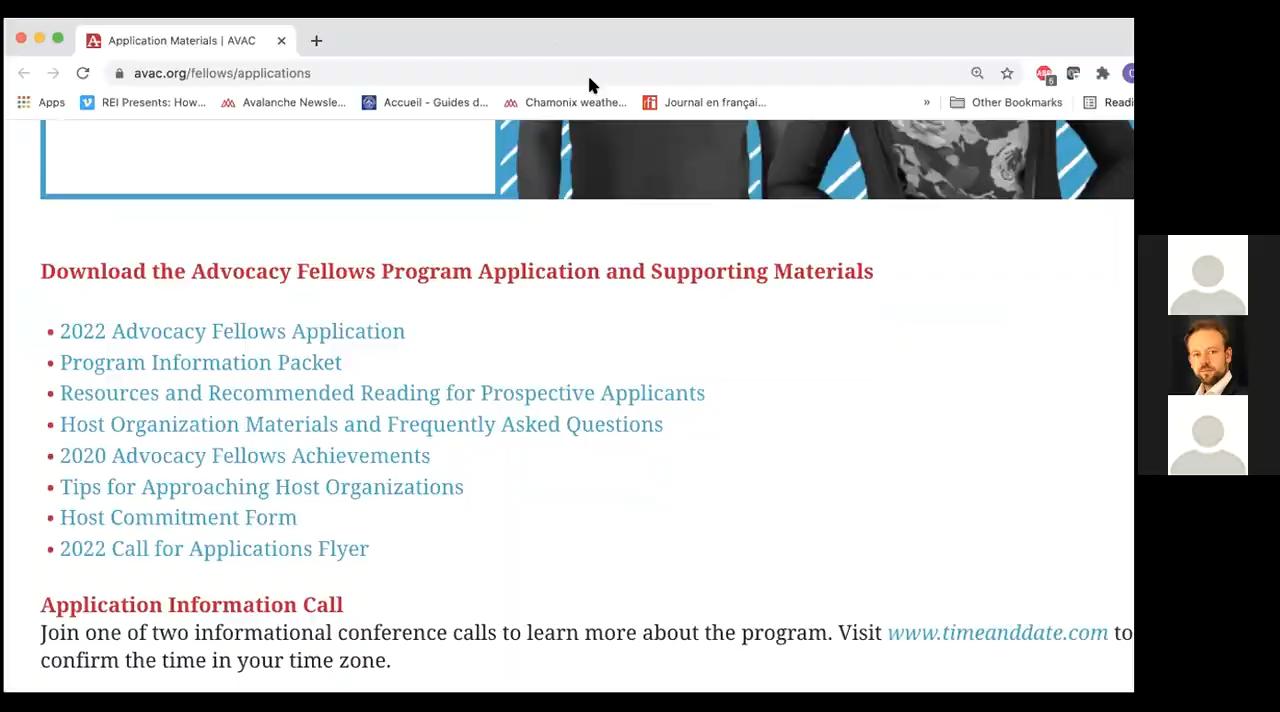 Application Materials | AVAC
avac.org/fellows/applications
5
Apps
REI Presents: How...
Avalanche Newsle...
Accueil - Guides d...
Chamonix weathe...
Journal en françai...
»
Other Bookmarks
Readi
Download the Advocacy Fellows Program Application and Supporting Materials
• 2022 Advocacy Fellows Application
• Program Information Packet
• Resources and Recommended Reading for Prospective Applicants
• Host Organization Materials and Frequently Asked Questions
• 2020 Advocacy Fellows Achievements
• Tips for Approaching Host Organizations
• Host Commitment Form
• 2022 Call for Applications Flyer
Application Information Call
Join one of two informational conference calls to learn more about the program. Visit www.timeanddate.com to
confirm the time in your time zone.